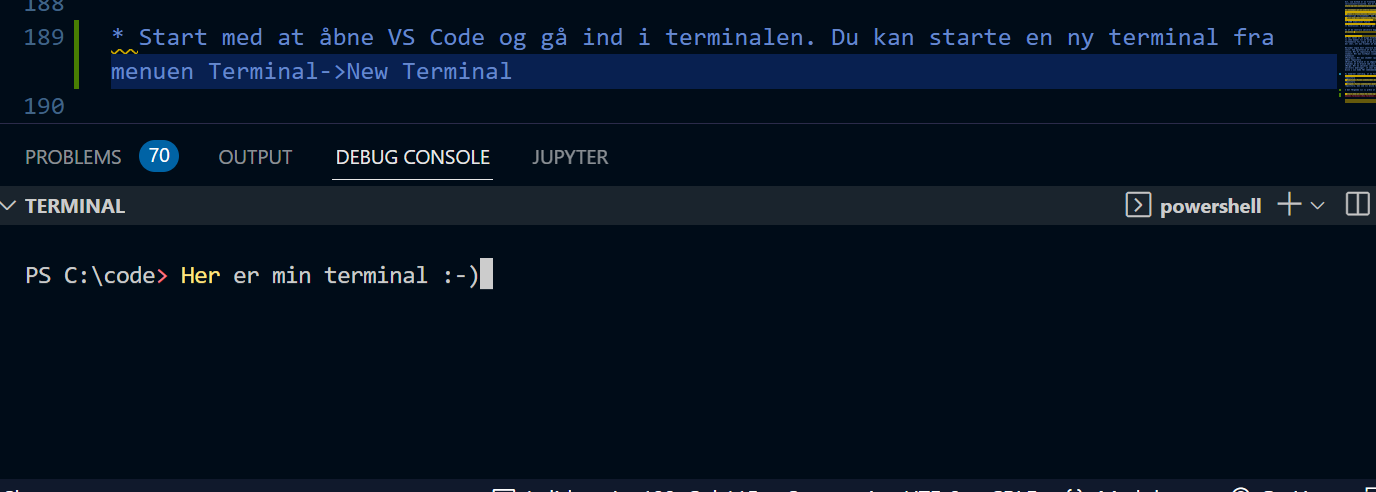 188
189 * Start med at åbne VS Code og gå ind i terminalen. Du kan starte en ny terminal fra
menuen Terminal->New Terminal
190
PROBLEMS 70 OUTPUT DEBUG CONSOLE JUPYTER
TERMINAL powershell
PS C:\code> Her er min terminal :-)